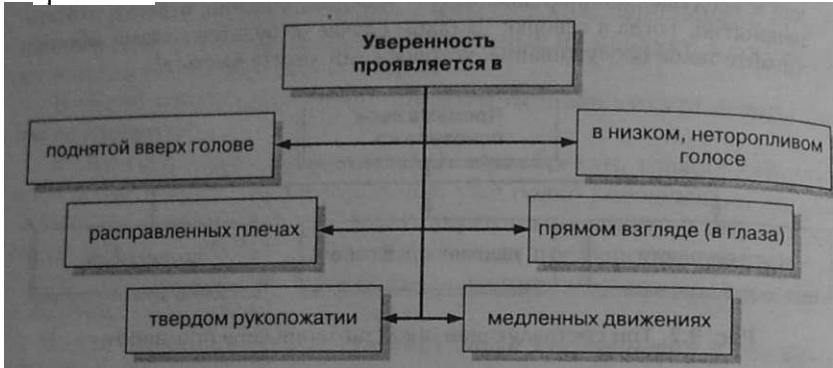 Уверенность
проявляется в
поднятой вверх голове
в низком, неторопливом
голосе
расправленных плечах
прямом взгляде (в глаза)
твердом рукопожатии
медленных движениях